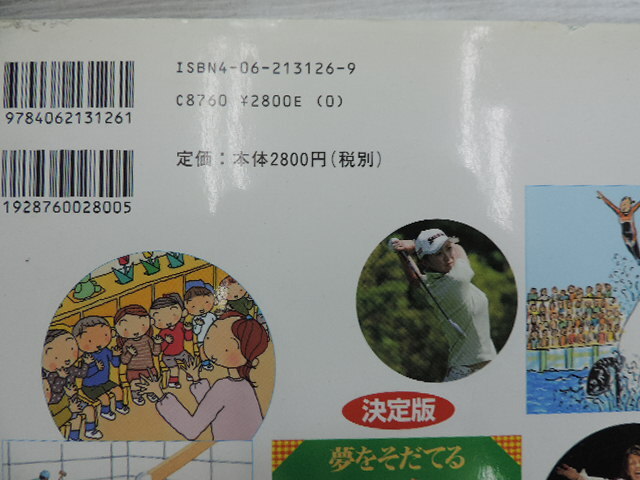 ISBN4-06-213126-9
C8760 ¥2800E (0)
9784062131261
定価：本体2800円（税別）
1928760028005
決定版
夢をそだてる